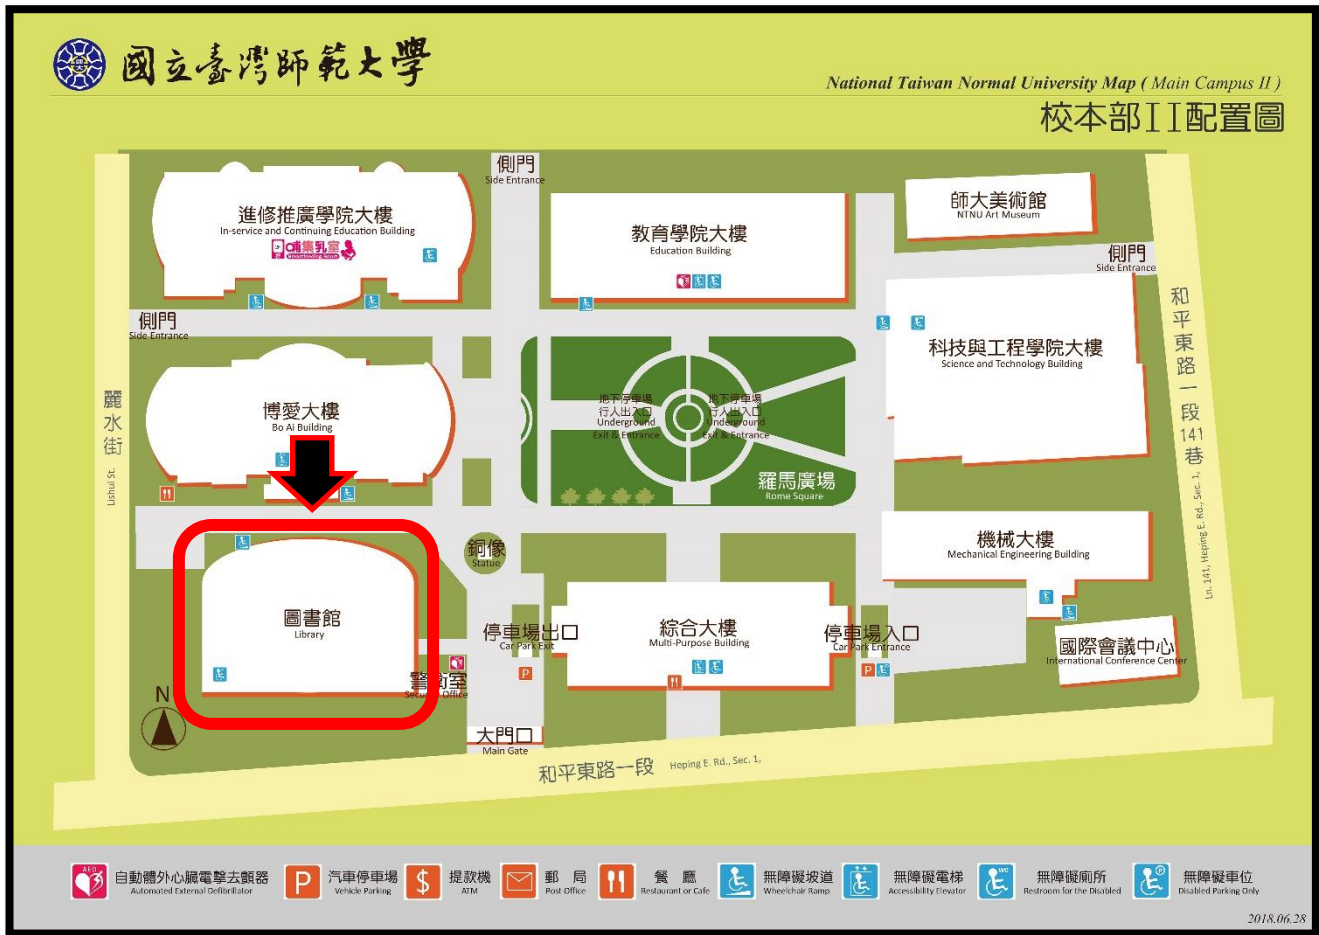 國立臺灣師範大學
National Taiwan Normal University Map ( Main Campus II )
校本部II配置圖
側門
Side Entrance
進修推廣學院大樓
In-service and Continuing Education Building
哺集乳室
Breastfeeding Room
教育學院大樓
Education Building
師大美術館
NTNU Art Museum
側門
Side Entrance
側門
Side Entrance
科技與工程學院大樓
Science and Technology Building
和平東路一段141巷
Ln. 141, Heping E. Rd., Sec. 1,
麗水街
Lishui St.
博愛大樓
Bo Ai Building
地下停車場
行人出入口
Underground
Exit & Entrance
地下停車場
行人出入口
Underground
Exit & Entrance
羅馬廣場
Rome Square
銅像
Statue
機械大樓
Mechanical Engineering Building
圖書館
Library
停車場出口
Car Park Exit
P
綜合大樓
Multi-Purpose Building
停車場入口
Car Park Entrance
P
國際會議中心
International Conference Center
警衛室
Security Office
N
大門口
Main Gate
和平東路一段 Heping E. Rd., Sec. 1,
AED
自動體外心臟電擊去顫器
Automated External Defibrillator
P
汽車停車場
Vehicle Parking
$
提款機
ATM
郵局
Post Office
餐廳
Restaurant or Cafe
無障礙坡道
Wheelchair Ramp
無障礙電梯
Accessibility Elevator
WC
無障礙廁所
Restroom for the Disabled
P
無障礙車位
Disabled Parking Only
2018.06.28